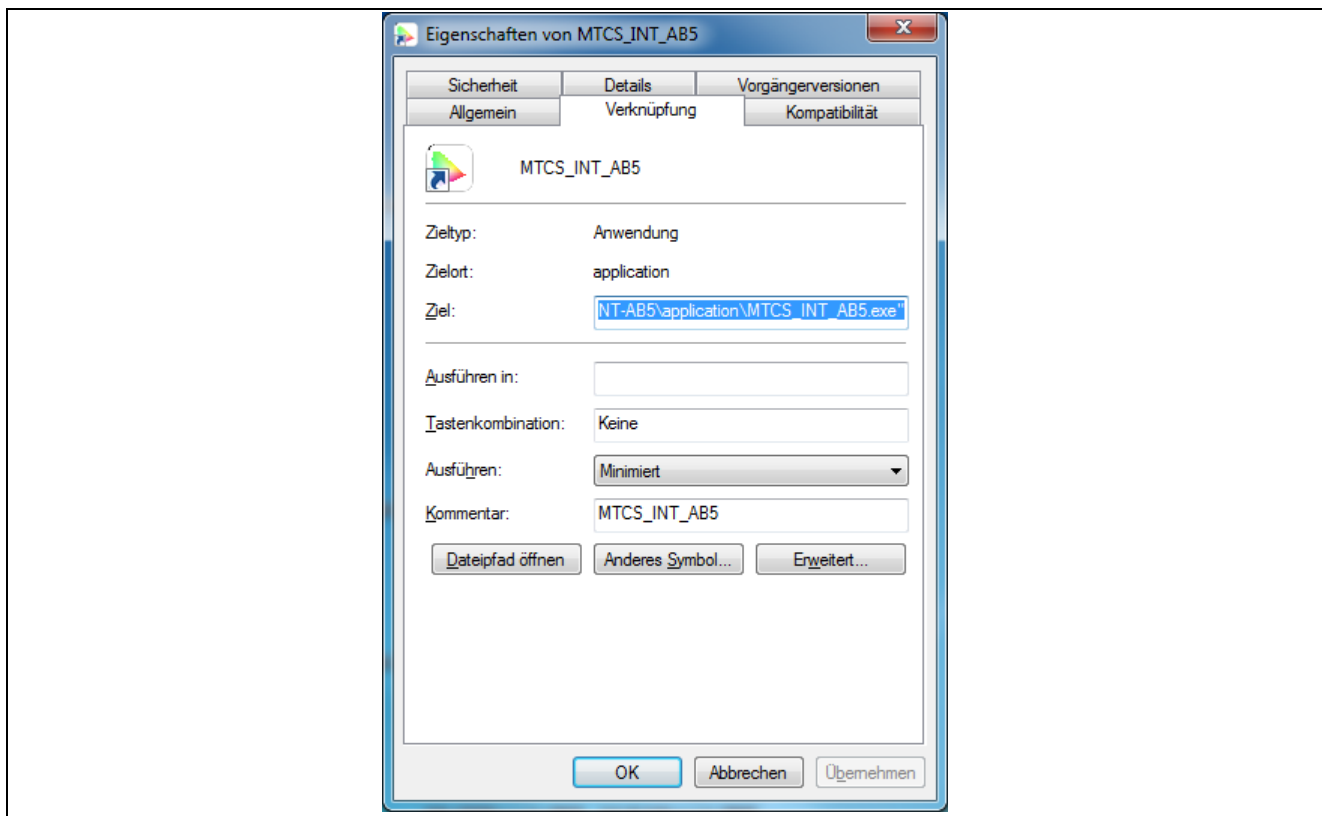 Eigenschaften von MTCS_INT_AB5
Sicherheit Details Vorgängerversionen
Allgemein Verknüpfung Kompatibilität
MTCS_INT_AB5
Zieltyp: Anwendung
Zielort: application
Ziel: NT-AB5\application\MTCS_INT_AB5.exe"
Ausführen in:
Tastenkombination: Keine
Ausführen: Minimiert
Kommentar: MTCS_INT_AB5
Dateipfad öffnen Anderes Symbol... Erweitert...
OK Abbrechen Übernehmen